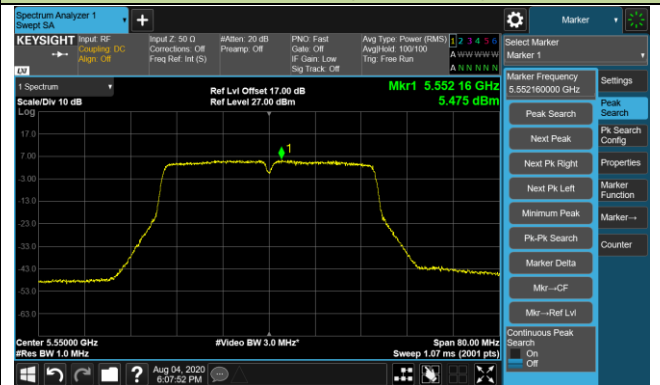 Spectrum Analyzer 1
Swept SA
Marker
KEYSIGHT
LXI
Input: RF
Coupling: DC
Align: Off
Input Z: 50 Ω
Corrections: Off
Freq Ref: Int (S)
#Atten: 20 dB
Preamp: Off
PNO: Fast
Gate: Off
IF Gain: Low
Sig Track: Off
Avg Type: Power (RMS)
Avg|Hold: 100/100
Trig: Free Run
1 2 3 4 5 6
A W W W W W
A N N N N N
Select Marker
Marker 1
1 Spectrum
Scale/Div 10 dB
Log
Ref Lvl Offset 17.00 dB
Ref Level 27.00 dBm
Mkr1 5.552 16 GHz
5.475 dBm
17.0
7.00
-3.00
-13.0
-23.0
-33.0
-43.0
-53.0
-63.0
1
Center 5.55000 GHz
#Res BW 1.0 MHz
#Video BW 3.0 MHz*
Span 80.00 MHz
Sweep 1.07 ms (2001 pts)
Marker Frequency
5.552160000 GHz
Peak Search
Next Peak
Next Pk Right
Next Pk Left
Minimum Peak
Pk-Pk Search
Marker Delta
Mkr→CF
Mkr→Ref Lvl
Continuous Peak
Search
On
Off
Settings
Peak
Search
Pk Search
Config
Properties
Marker
Function
Marker→
Counter
?
Aug 04, 2020
6:07:52 PM